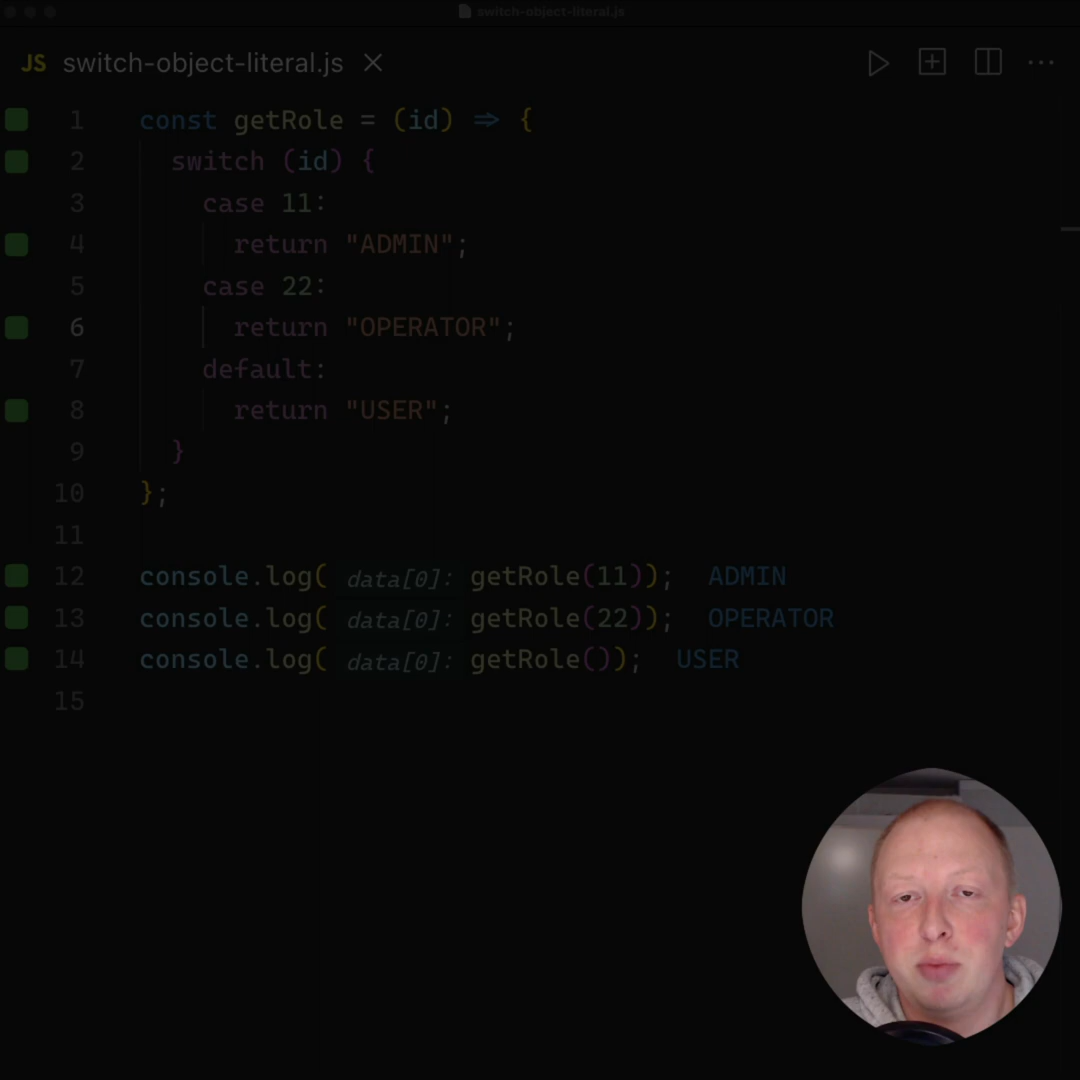 switch-object-literal.js
JS switch-object-literal.js
1 const getRole = (id) => {
2 switch (id) {
3 case 11:
4 return "ADMIN";
5 case 22:
6 return "OPERATOR";
7 default:
8 return "USER";
9 }
10 };
11
12 console.log( data[0]: getRole(11)); ADMIN
13 console.log( data[0]: getRole(22)); OPERATOR
14 console.log( data[0]: getRole()); USER
15